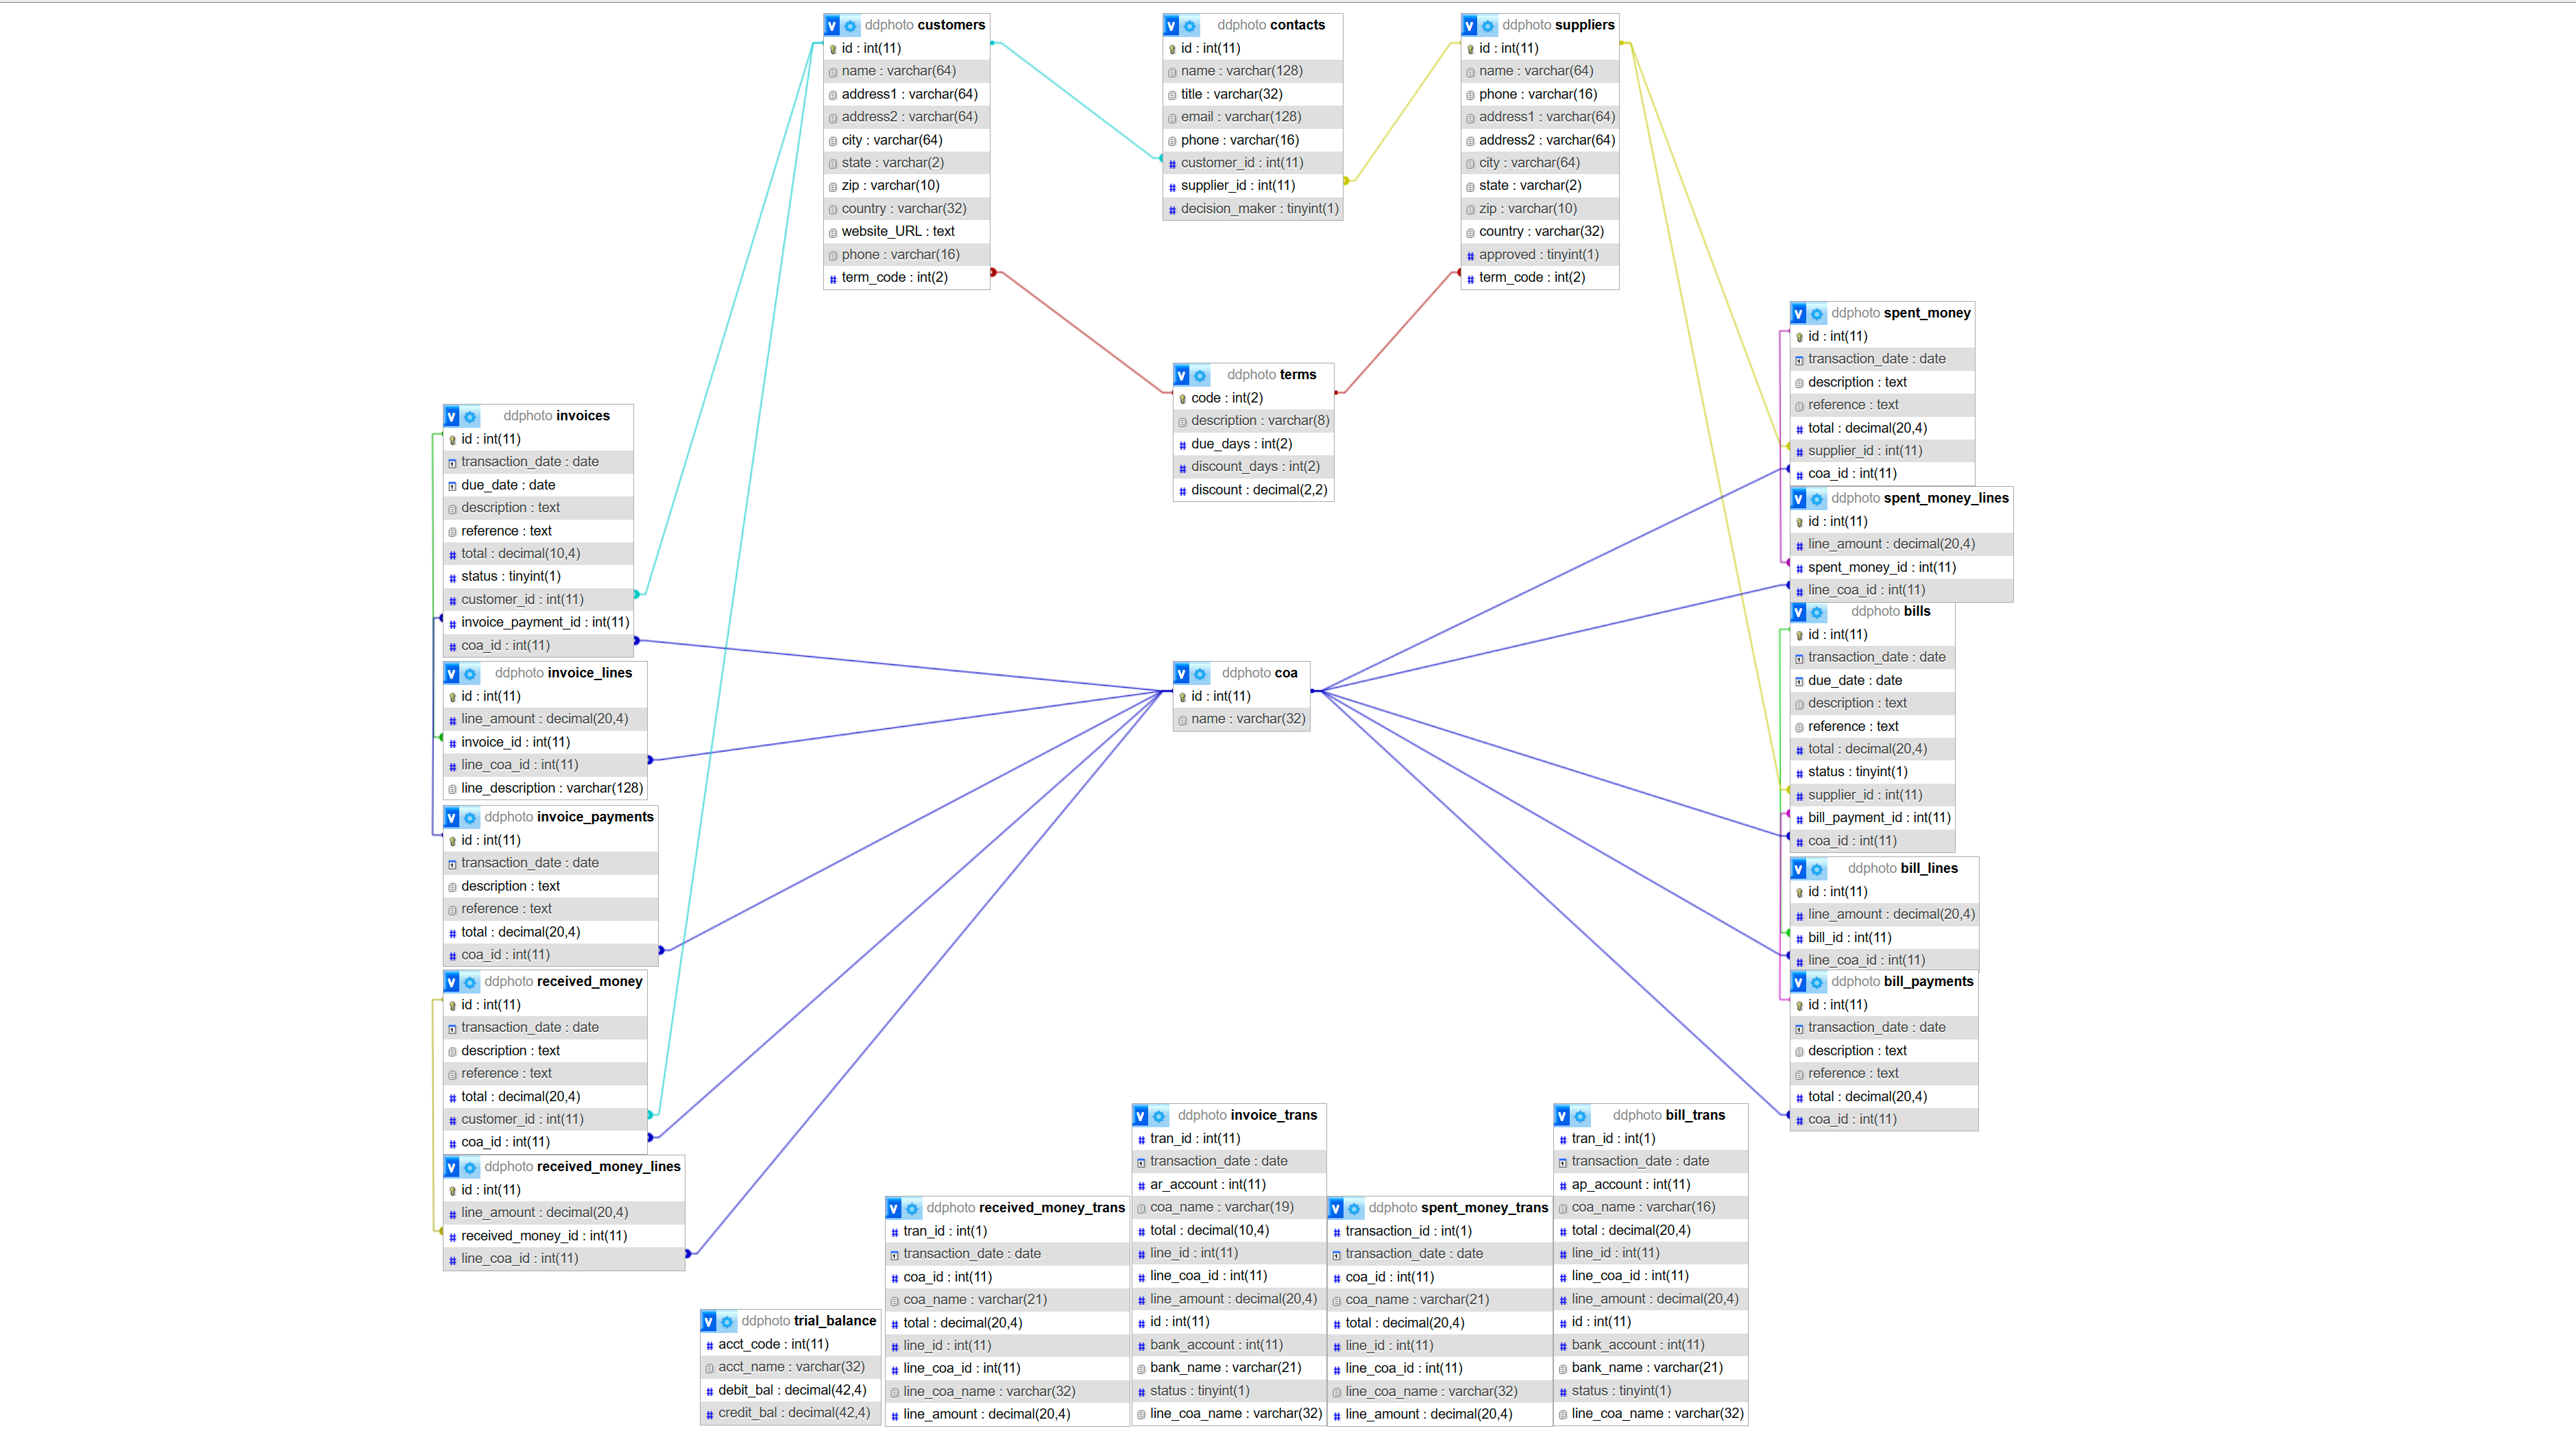 ddphoto customers
id : int(11)
name : varchar(64)
address1 : varchar(64)
address2 : varchar(64)
city : varchar(64)
state : varchar(2)
zip : varchar(10)
country : varchar(32)
website_URL : text
phone : varchar(16)
term_code : int(2)
ddphoto contacts
id : int(11)
name : varchar(128)
title : varchar(32)
email : varchar(128)
phone : varchar(16)
customer_id : int(11)
supplier_id : int(11)
decision_maker : tinyint(1)
ddphoto suppliers
id : int(11)
name : varchar(64)
phone : varchar(16)
address1 : varchar(64)
address2 : varchar(64)
city : varchar(64)
state : varchar(2)
zip : varchar(10)
country : varchar(32)
approved : tinyint(1)
term_code : int(2)
ddphoto terms
code : int(2)
description : varchar(8)
due_days : int(2)
discount_days : int(2)
discount : decimal(2,2)
ddphoto invoices
id : int(11)
transaction_date : date
due_date : date
description : text
reference : text
total : decimal(10,4)
status : tinyint(1)
customer_id : int(11)
invoice_payment_id : int(11)
coa_id : int(11)
ddphoto invoice_lines
id : int(11)
line_amount : decimal(20,4)
invoice_id : int(11)
line_coa_id : int(11)
line_description : varchar(128)
ddphoto invoice_payments
id : int(11)
transaction_date : date
description : text
reference : text
total : decimal(20,4)
coa_id : int(11)
ddphoto received_money
id : int(11)
transaction_date : date
description : text
reference : text
total : decimal(20,4)
customer_id : int(11)
coa_id : int(11)
ddphoto received_money_lines
id : int(11)
line_amount : decimal(20,4)
received_money_id : int(11)
line_coa_id : int(11)
ddphoto coa
id : int(11)
name : varchar(32)
ddphoto spent_money
id : int(11)
transaction_date : date
description : text
reference : text
total : decimal(20,4)
supplier_id : int(11)
coa_id : int(11)
ddphoto spent_money_lines
id : int(11)
line_amount : decimal(20,4)
spent_money_id : int(11)
line_coa_id : int(11)
ddphoto bills
id : int(11)
transaction_date : date
due_date : date
description : text
reference : text
total : decimal(20,4)
status : tinyint(1)
supplier_id : int(11)
bill_payment_id : int(11)
coa_id : int(11)
ddphoto bill_lines
id : int(11)
line_amount : decimal(20,4)
bill_id : int(11)
line_coa_id : int(11)
ddphoto bill_payments
id : int(11)
transaction_date : date
description : text
reference : text
total : decimal(20,4)
coa_id : int(11)
ddphoto trial_balance
acct_code : int(11)
acct_name : varchar(32)
debit_bal : decimal(42,4)
credit_bal : decimal(42,4)
ddphoto received_money_trans
tran_id : int(1)
transaction_date : date
coa_id : int(11)
coa_name : varchar(21)
total : decimal(20,4)
line_id : int(11)
line_coa_id : int(11)
line_coa_name : varchar(32)
line_amount : decimal(20,4)
ddphoto invoice_trans
tran_id : int(11)
transaction_date : date
ar_account : int(11)
coa_name : varchar(19)
total : decimal(10,4)
line_id : int(11)
line_coa_id : int(11)
line_amount : decimal(20,4)
id : int(11)
bank_account : int(11)
bank_name : varchar(21)
status : tinyint(1)
line_coa_name : varchar(32)
ddphoto spent_money_trans
transaction_id : int(1)
transaction_date : date
coa_id : int(11)
coa_name : varchar(21)
total : decimal(20,4)
line_id : int(11)
line_coa_id : int(11)
line_coa_name : varchar(32)
line_amount : decimal(20,4)
ddphoto bill_trans
tran_id : int(1)
transaction_date : date
ap_account : int(11)
coa_name : varchar(16)
total : decimal(20,4)
line_id : int(11)
line_coa_id : int(11)
line_amount : decimal(20,4)
id : int(11)
bank_account : int(11)
bank_name : varchar(21)
status : tinyint(1)
line_coa_name : varchar(32)